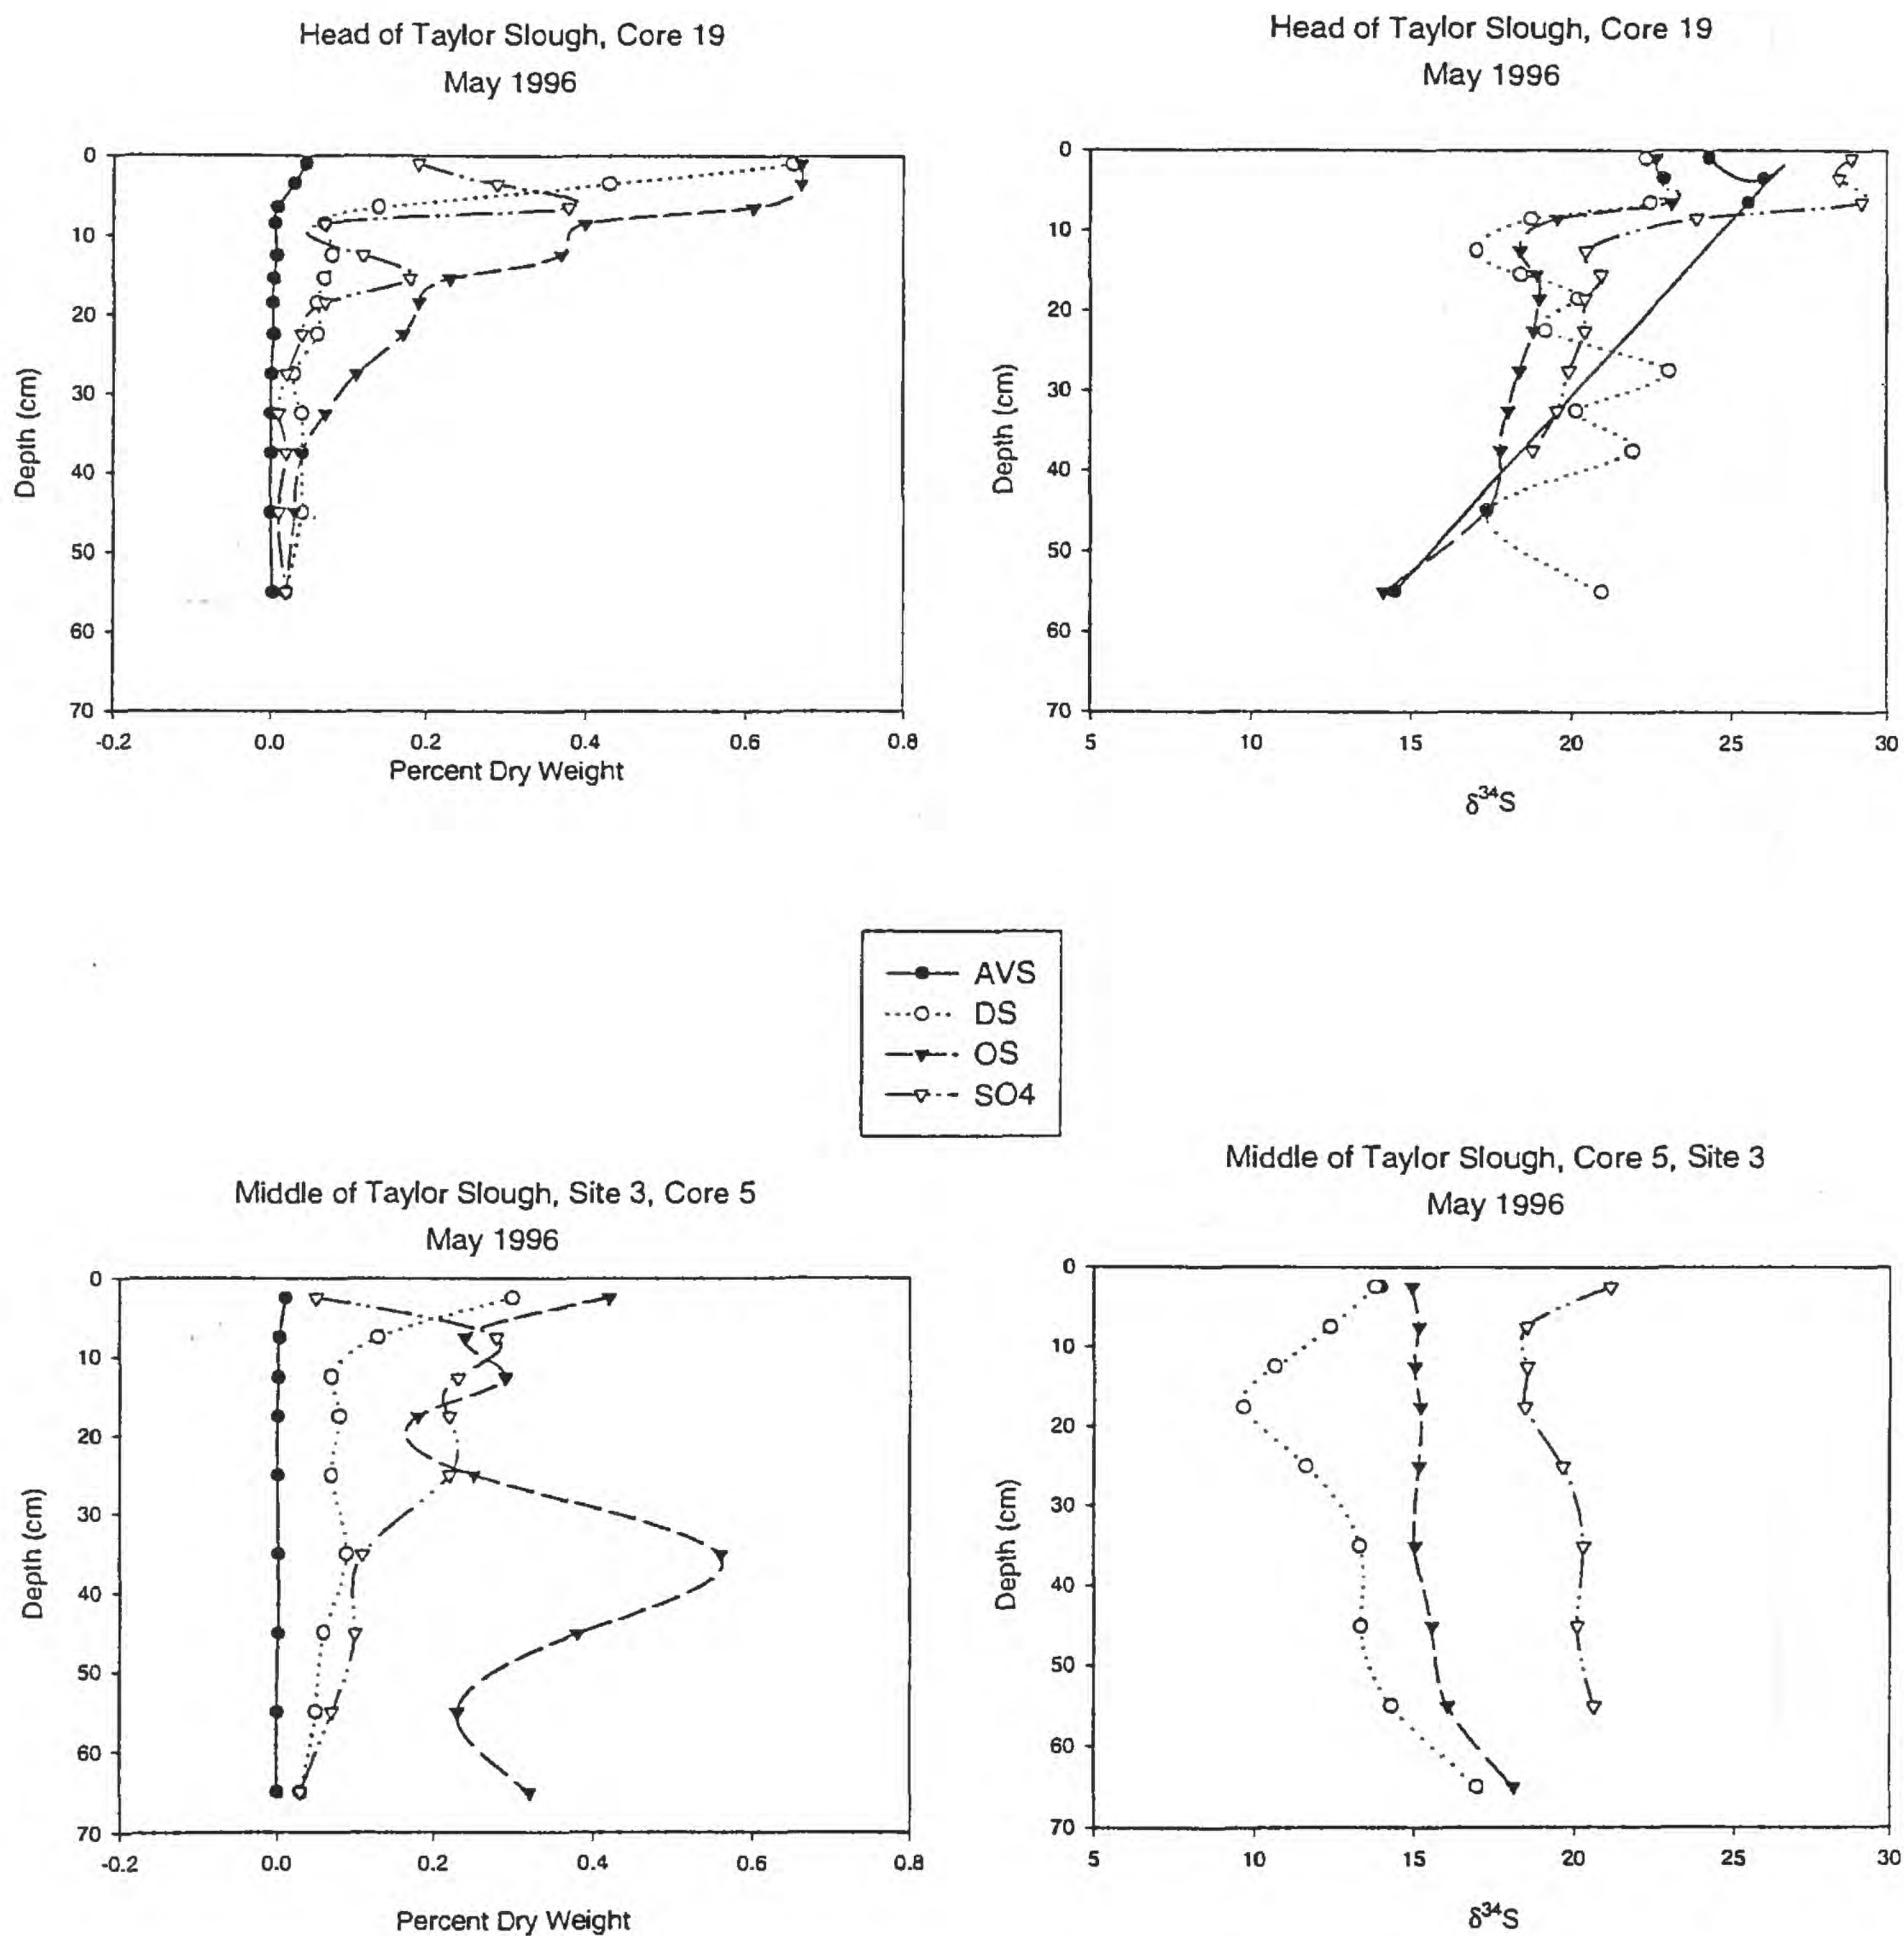 Head of Taylor Slough, Core 19
May 1996
0
10
20
30
40
50
60
70
Depth (cm)
-0.2
0.0
0.2
0.4
0.6
0.8
Percent Dry Weight
Head of Taylor Slough, Core 19
May 1996
0
10
20
30
40
50
60
70
Depth (cm)
5
10
15
20
25
30
δ³⁴S
AVS
DS
OS
SO4
Middle of Taylor Slough, Site 3, Core 5
May 1996
0
10
20
30
40
50
60
70
Depth (cm)
-0.2
0.0
0.2
0.4
0.6
0.8
Percent Dry Weight
Middle of Taylor Slough, Core 5, Site 3
May 1996
0
10
20
30
40
50
60
70
Depth (cm)
5
10
15
20
25
30
δ³⁴S